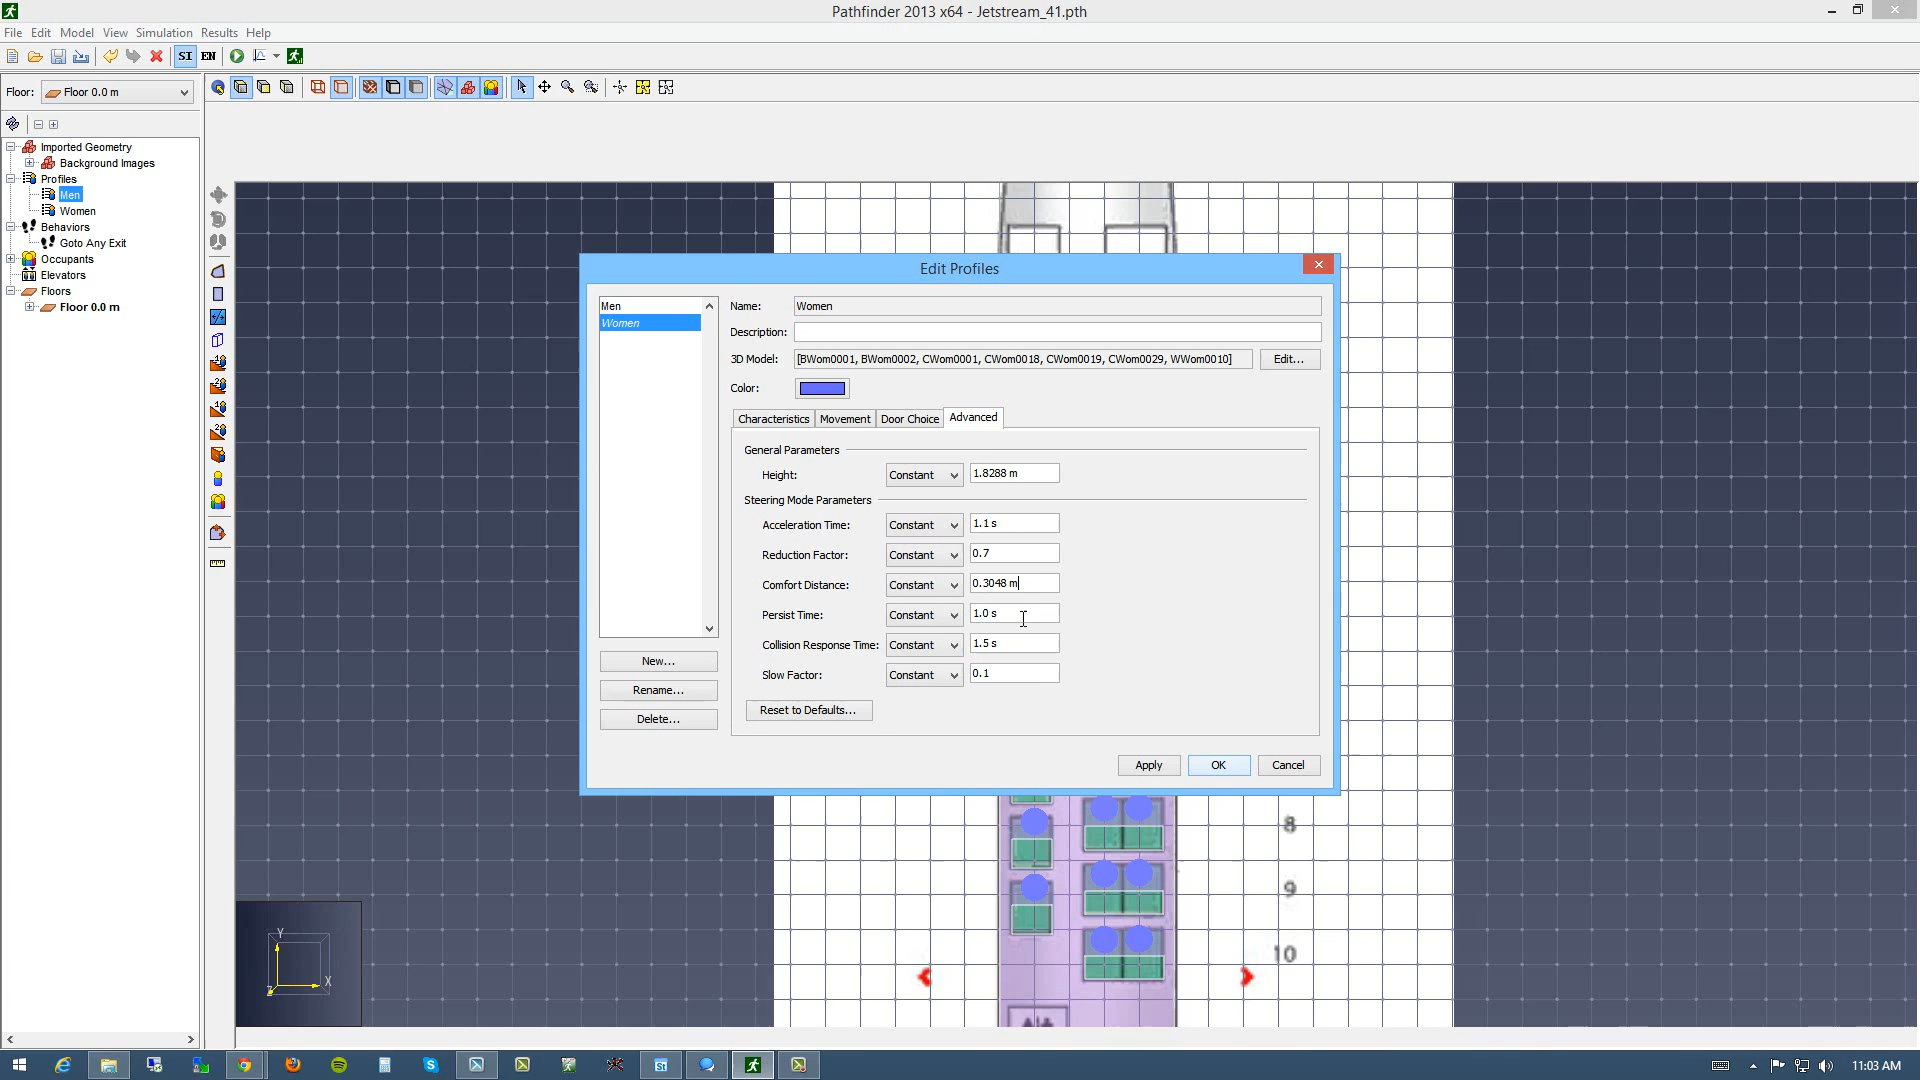 Pathfinder 2013 x64 - Jetstream_41.pth
File Edit Model View Simulation Results Help
SI EN
Floor: Floor 0.0 m
Imported Geometry
Background Images
Profiles
Men
Women
Behaviors
Goto Any Exit
Occupants
Elevators
Floors
Floor 0.0 m
Edit Profiles
Men
Women
New...
Rename...
Delete...
Name: Women
Description:
3D Model: [BWom0001, BWom0002, CWom0001, CWom0018, CWom0019, CWom0029, WWom0010] Edit...
Color:
Characteristics Movement Door Choice Advanced
General Parameters
Height: Constant 1.8288 m
Steering Mode Parameters
Acceleration Time: Constant 1.1 s
Reduction Factor: Constant 0.7
Comfort Distance: Constant 0.3048 m
Persist Time: Constant 1.0 s
Collision Response Time: Constant 1.5 s
Slow Factor: Constant 0.1
Reset to Defaults...
Apply OK Cancel
8
9
10
Y
X
Z
11:03 AM